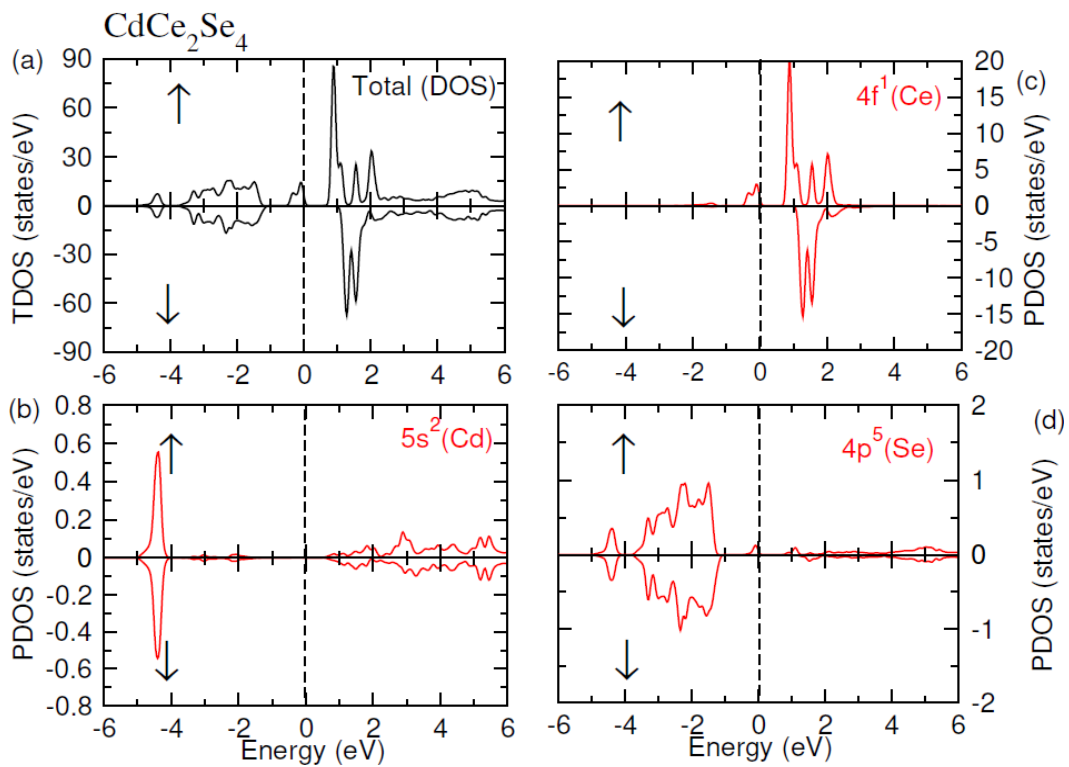 CdCe2Se4
(a)
90
60
30
0
-30
-60
-90
TDOS (states/eV)
Total (DOS)
↑
↓
-6 -4 -2 0 2 4 6
(c)
20
15
10
5
0
-5
-10
-15
-20
PDOS (states/eV)
4f1(Ce)
↑
↓
-6 -4 -2 0 2 4 6
(b)
0.8
0.6
0.4
0.2
0
-0.2
-0.4
-0.6
-0.8
PDOS (states/eV)
5s2(Cd)
↑
↓
-6 -4 -2 0 2 4 6
Energy (eV)
(d)
2
1
0
-1
-2
PDOS (states/eV)
4p5(Se)
↑
↓
-6 -4 -2 0 2 4 6
Energy (eV)